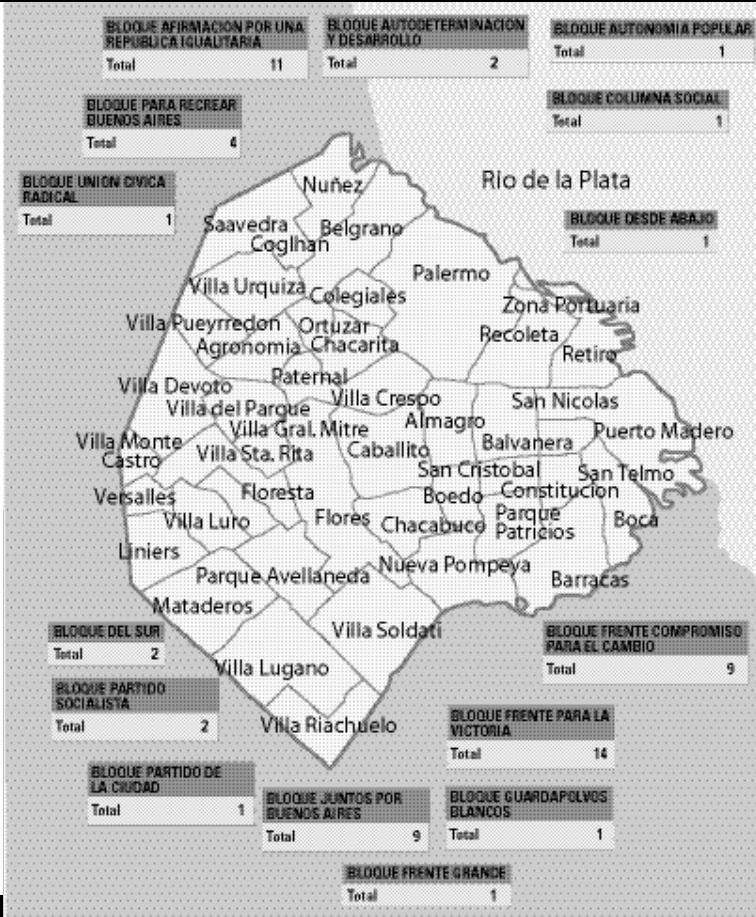 BLOQUE AFIRMACION POR UNA
REPUBLICA IGUALITARIA
Total 11
BLOQUE AUTODETERMINACION
Y DESARROLLO
Total 2
BLOQUE AUTONOMIA POPULAR
Total 1
BLOQUE PARA RECREAR
BUENOS AIRES
Total 4
BLOQUE COLUMNA SOCIAL
Total 1
BLOQUE UNION CIVICA
RADICAL
Total 1
Rio de la Plata
BLOQUE DESDE ABAJO
Total 1
Nuñez
Saavedra
Belgrano
Coglhan
Palermo
Villa Urquiza
Colegiales
Zona Portuaria
Villa Pueyrredon
Ortuzar
Recoleta
Agronomia
Chacarita
Retiro
Paternal
Villa Devoto
Villa Crespo
San Nicolas
Villa del Parque
Almagro
Villa Gral. Mitre
Puerto Madero
Villa Monte
Castro
Villa Sta. Rita
Caballito
Balvanera
San Cristobal
San Telmo
Versalles
Floresta
Boedo
Constitucion
Villa Luro
Flores
Chacabuco
Parque
Patricios
Boca
Liniers
Parque Avellaneda
Nueva Pompeya
Barracas
Mataderos
Villa Soldati
BLOQUE DEL SUR
Total 2
BLOQUE FRENTE COMPROMISO
PARA EL CAMBIO
Total 9
Villa Lugano
BLOQUE PARTIDO
SOCIALISTA
Total 2
Villa Riachuelo
BLOQUE FRENTE PARA LA
VICTORIA
Total 14
BLOQUE PARTIDO DE
LA CIUDAD
Total 1
BLOQUE JUNTOS POR
BUENOS AIRES
Total 9
BLOQUE GUARDAPOLVOS
BLANCOS
Total 1
BLOQUE FRENTE GRANDE
Total 1